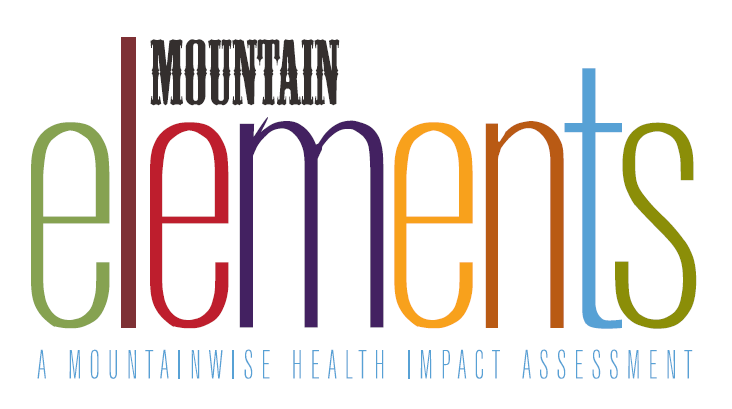 MOUNTAIN
elements
A MOUNTAINWISE HEALTH IMPACT ASSESSMENT